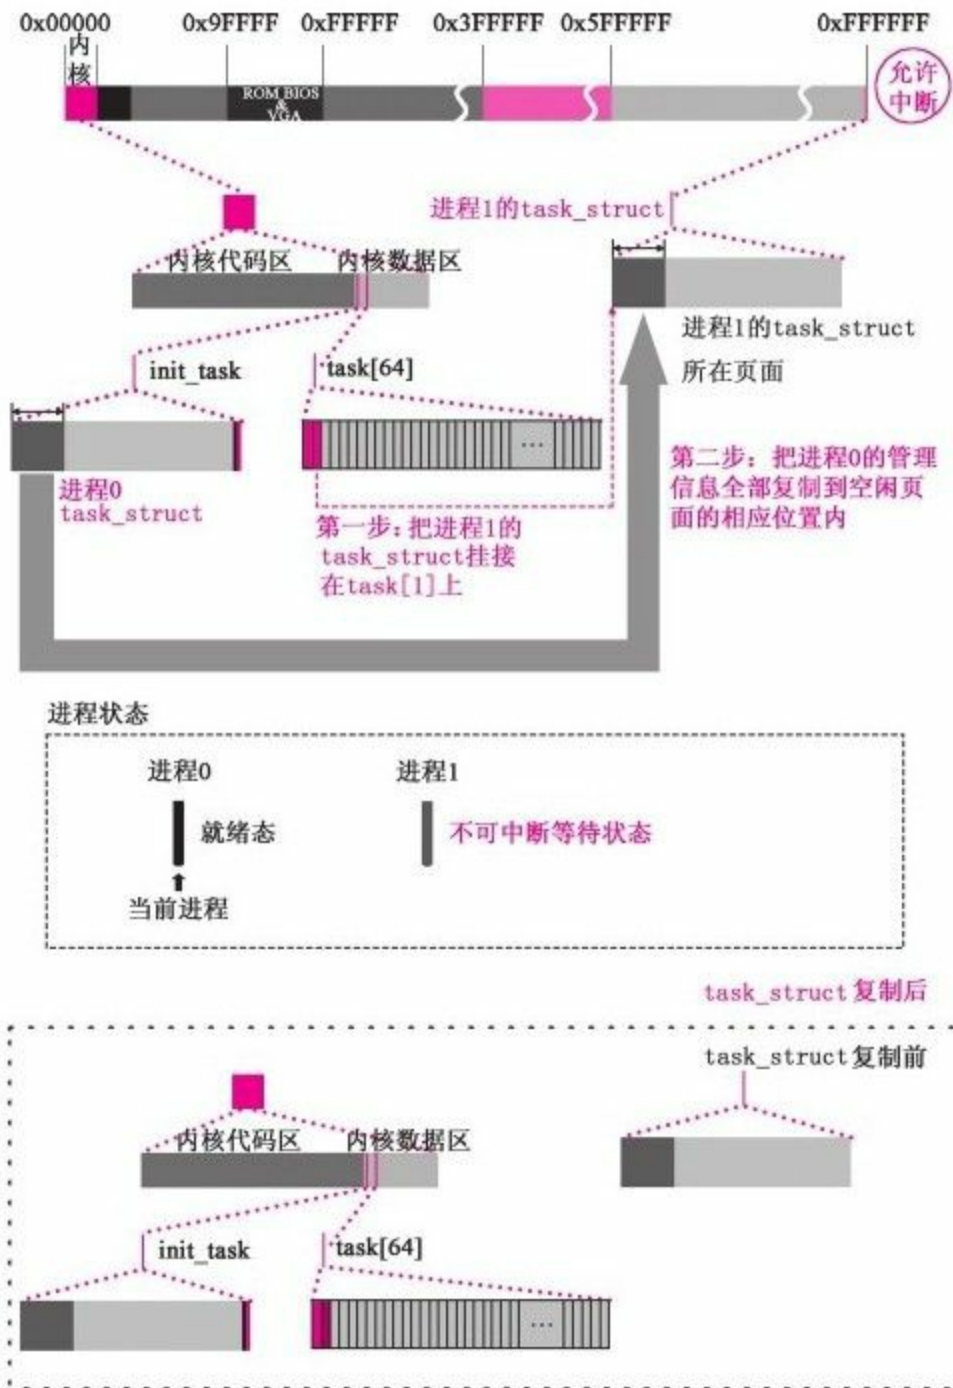 0x00000 0x9FFFF 0xFFFFF 0x3FFFFF 0x5FFFFF 0xFFFFFF
内
核
ROM BIOS
&
VGA
允许
中断
进程1的task_struct
内核代码区 内核数据区
进程1的task_struct
所在页面
init_task task[64]
...
进程0
task_struct
第一步：把进程1的
task_struct挂接
在task[1]上
第二步：把进程0的管理
信息全部复制到空闲页
面的相应位置内
进程状态
进程0 进程1
就绪态 不可中断等待状态
当前进程
task_struct 复制后
task_struct 复制前
内核代码区 内核数据区
init_task task[64]
...